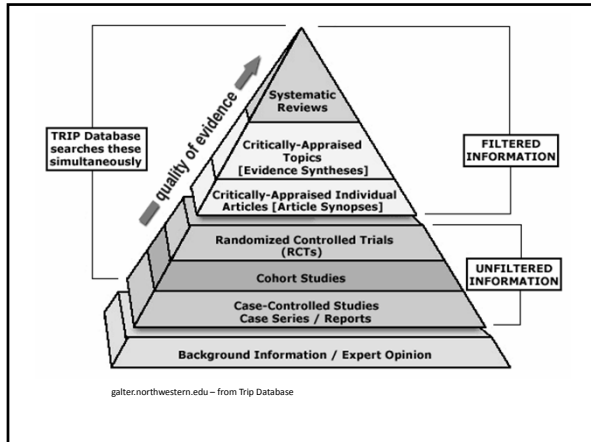 Systematic
Reviews
quality of evidence
TRIP Database
searches these
simultaneously
Critically-Appraised
Topics
[Evidence Syntheses]
FILTERED
INFORMATION
Critically-Appraised Individual
Articles [Article Synopses]
Randomized Controlled Trials
(RCTs)
UNFILTERED
INFORMATION
Cohort Studies
Case-Controlled Studies
Case Series / Reports
Background Information / Expert Opinion
galter.northwestern.edu – from Trip Database